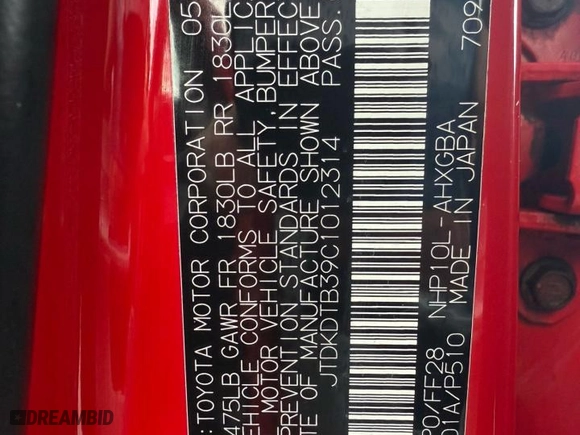 :TOYOTA MOTOR CORPORATION 05
475LB GAWR FR 1830LB RR 1830L
EHICLE CONFORMS TO ALL APPLIC
MOTOR VEHICLE SAFETY, BUMPER
PREVENTION STANDARDS IN EFFEC
TE OF MANUFACTURE SHOWN ABOVE
JTDKDTB39C1012314 PASS.
P0/FF28 NHP10L-AHXGBA
01A/P510 MADE IN JAPAN 709
DREAMBID